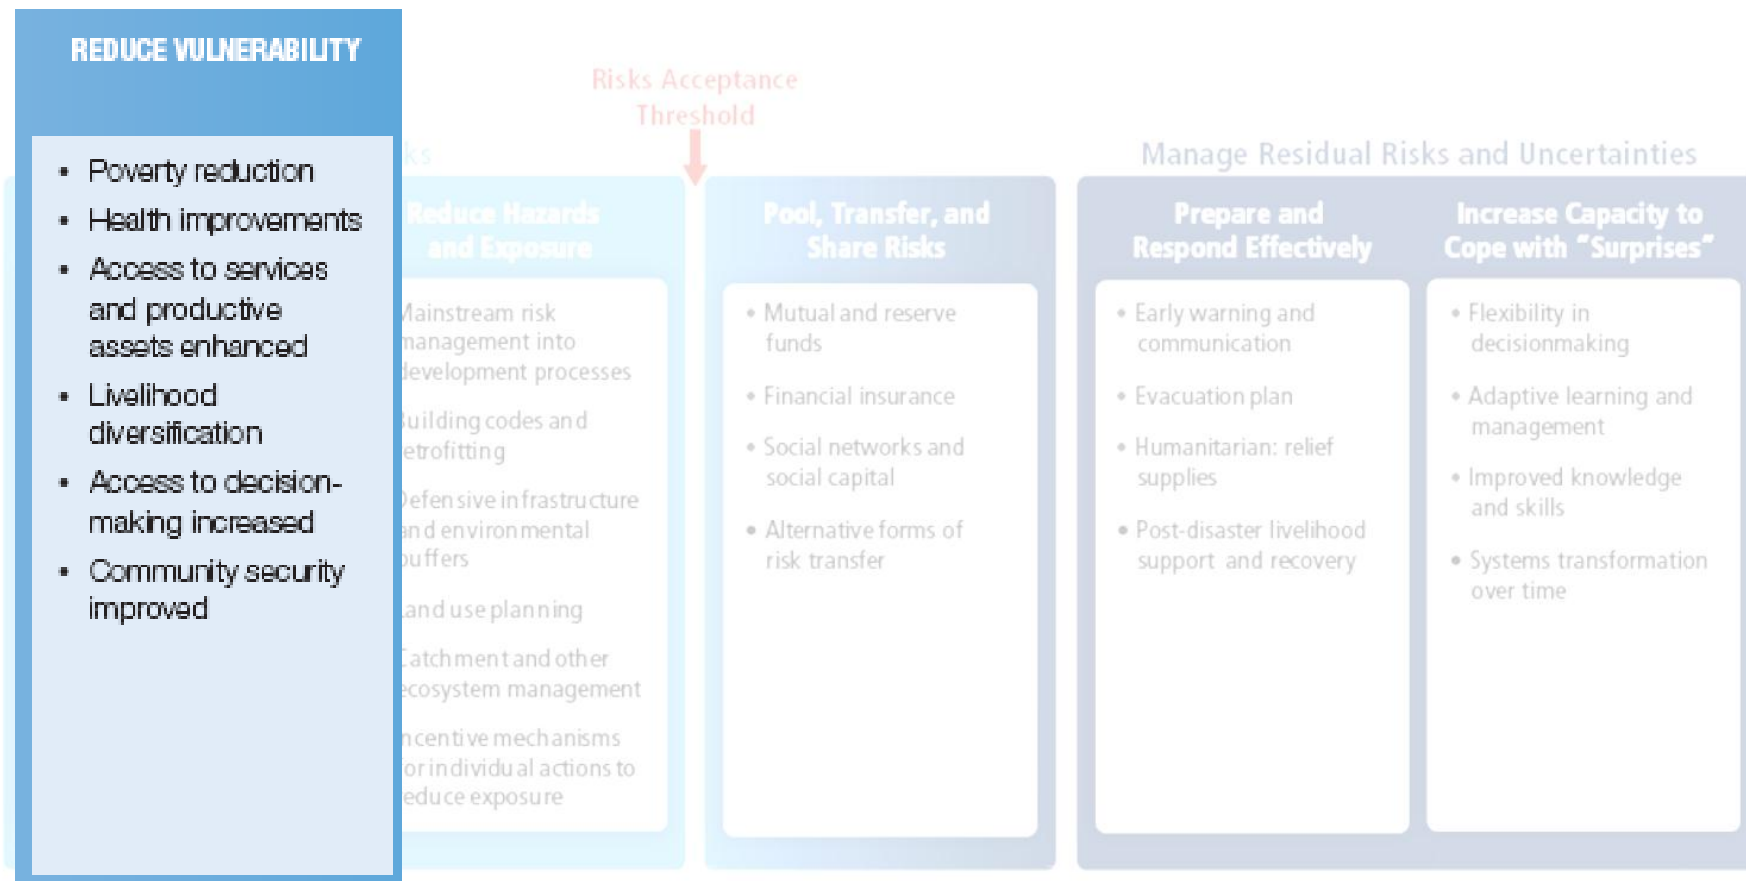 REDUCE VULNERABILITY
• Poverty reduction
• Health improvements
• Access to services
and productive
assets enhanced
• Livelihood
diversification
• Access to decision-
making increased
• Community security
improved
Risks Acceptance
Threshold
Manage Residual Risks and Uncertainties
Reduce Hazards
and Exposure
Mainstream risk
management into
development processes
Building codes and
retrofitting
Defensive infrastructure
and environmental
buffers
Land use planning
Catchment and other
ecosystem management
Incentive mechanisms
for individual actions to
reduce exposure
Pool, Transfer, and
Share Risks
• Mutual and reserve
funds
• Financial insurance
• Social networks and
social capital
• Alternative forms of
risk transfer
Prepare and
Respond Effectively
• Early warning and
communication
• Evacuation plan
• Humanitarian: relief
supplies
• Post-disaster livelihood
support and recovery
Increase Capacity to
Cope with “Surprises”
• Flexibility in
decisionmaking
• Adaptive learning and
management
• Improved knowledge
and skills
• Systems transformation
over time